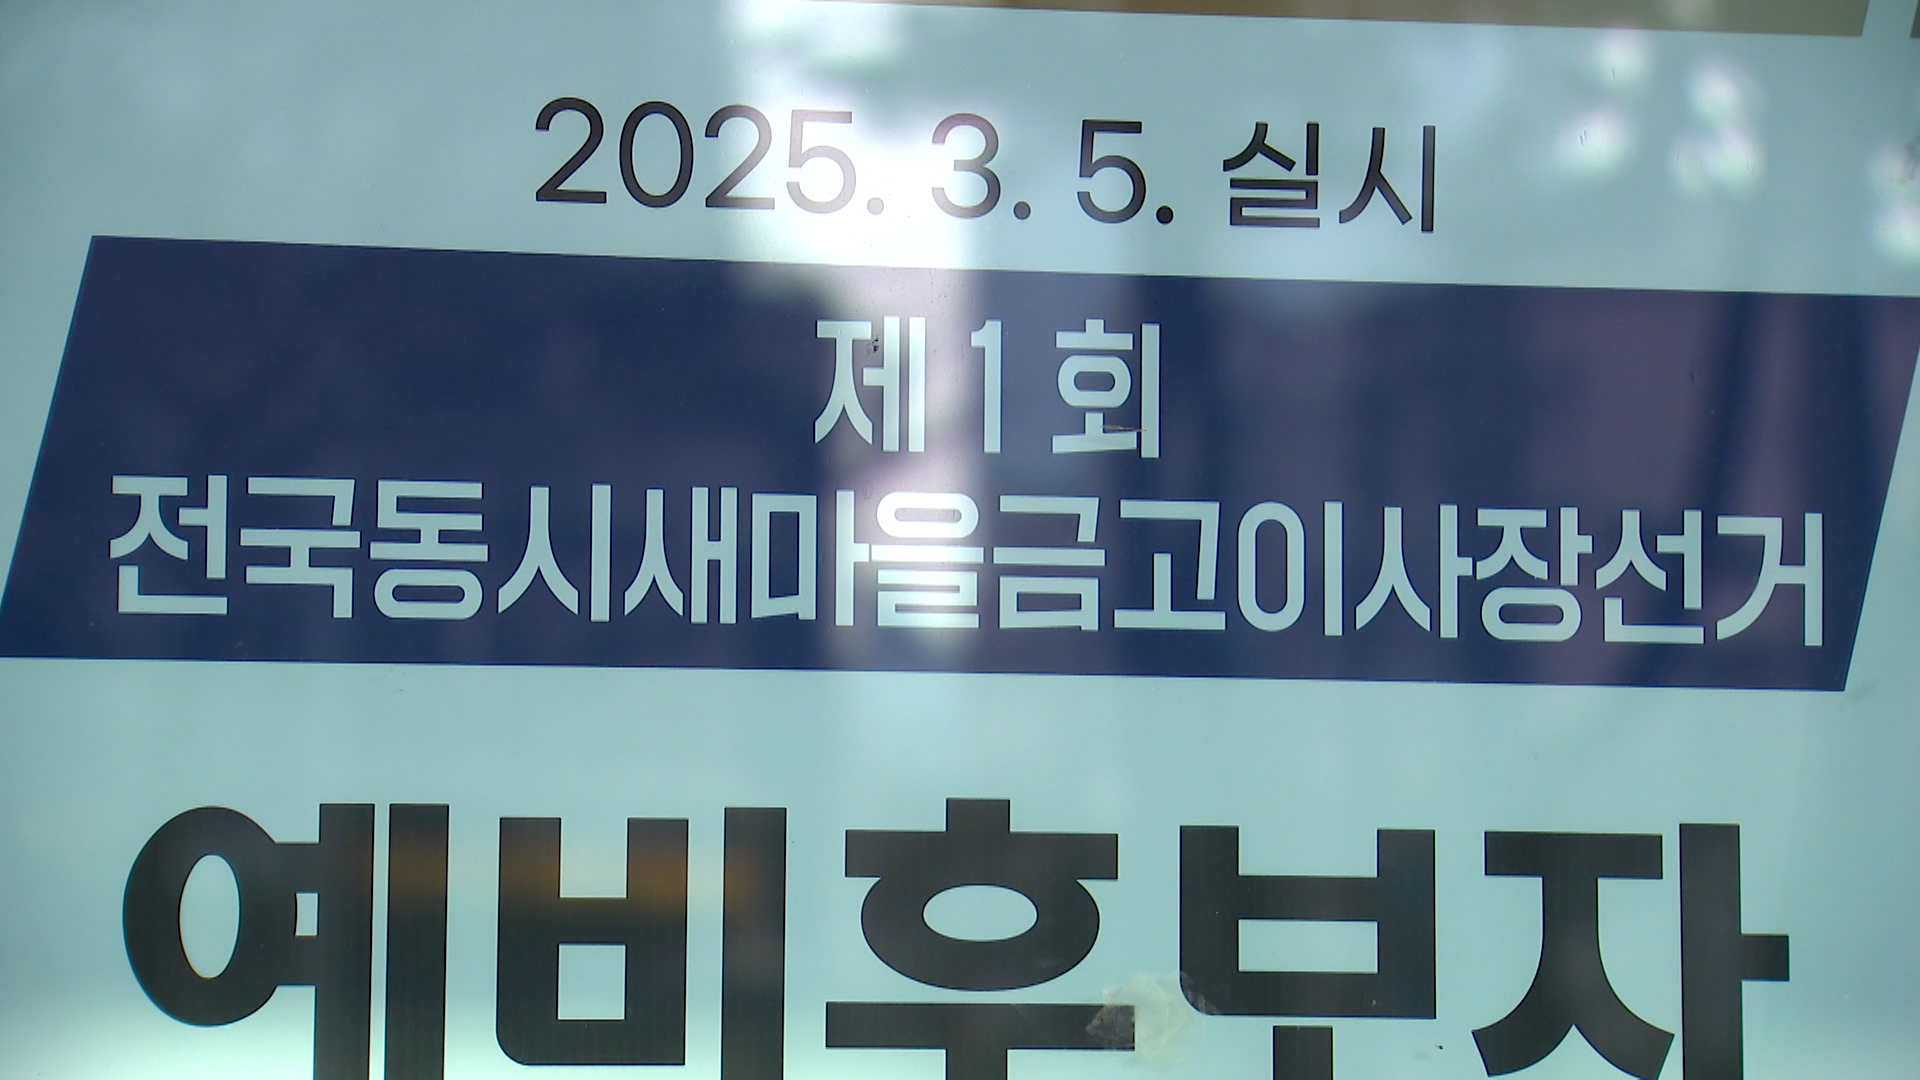 2025. 3. 5. 실시
제1회
전국동시새마을금고이사장선거
예비후보자